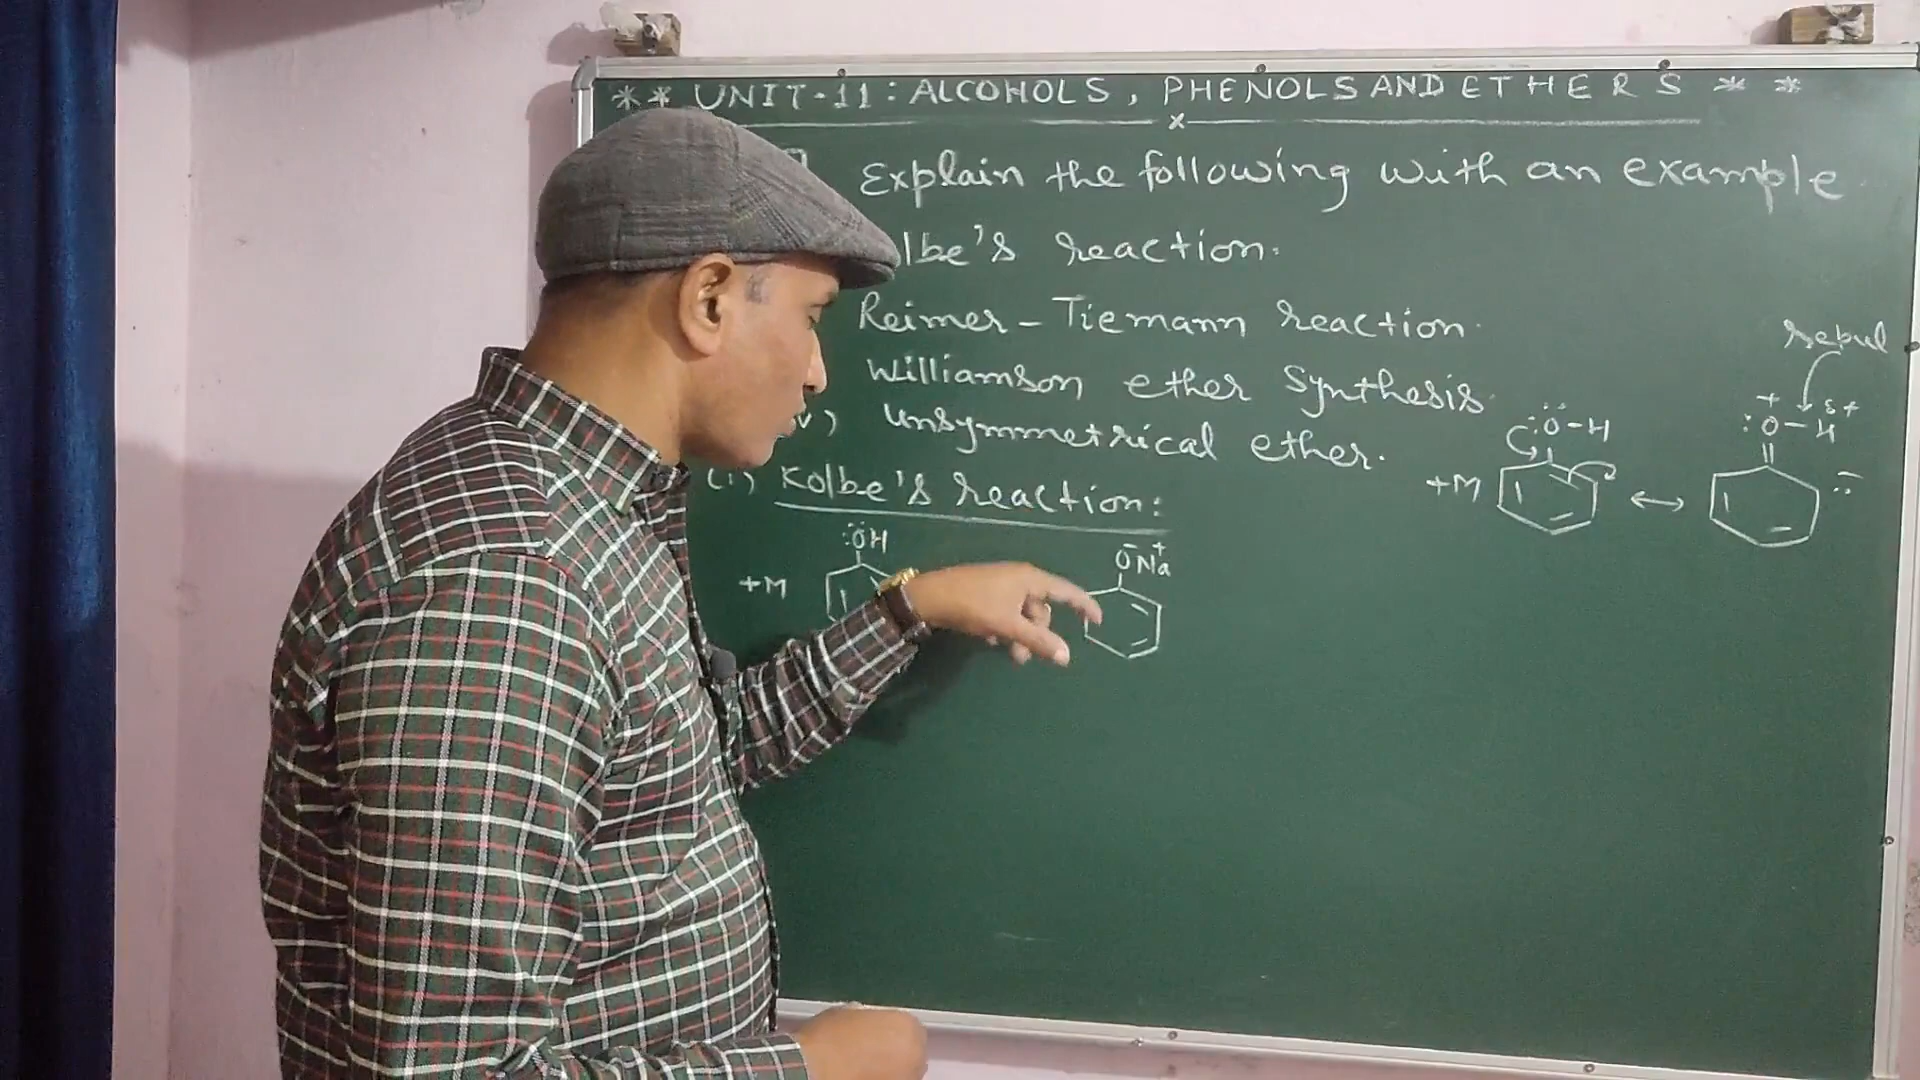 ** UNIT-11: ALCOHOLS, PHENOLS AND ETHERS **
Explain the following with an example
lbe's reaction.
Reimer-Tiemann reaction.
Williamson ether Synthesis.
v) Unsymmetrical ether.
(i) Kolbe's reaction:
:ÖH
+M
ONa
- +
+M
:Ö-H
+
:O-H
δ+